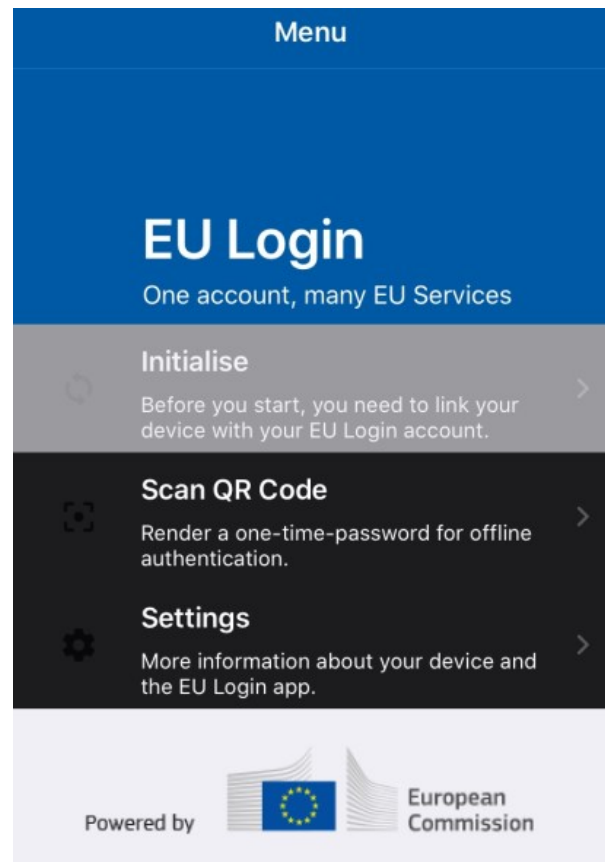 Menu
EU Login
One account, many EU Services
Initialise
Before you start, you need to link your
device with your EU Login account.
Scan QR Code
Render a one-time-password for offline
authentication.
Settings
More information about your device and
the EU Login app.
Powered by
European
Commission